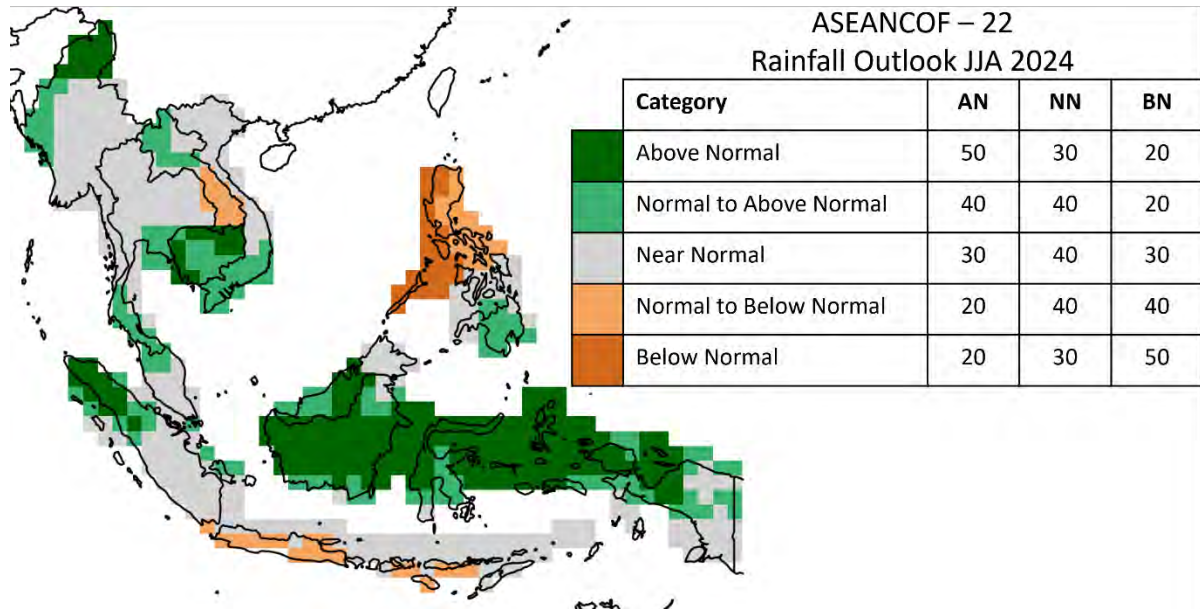 ASEANCOF – 22
Rainfall Outlook JJA 2024
Category AN NN BN
Above Normal 50 30 20
Normal to Above Normal 40 40 20
Near Normal 30 40 30
Normal to Below Normal 20 40 40
Below Normal 20 30 50